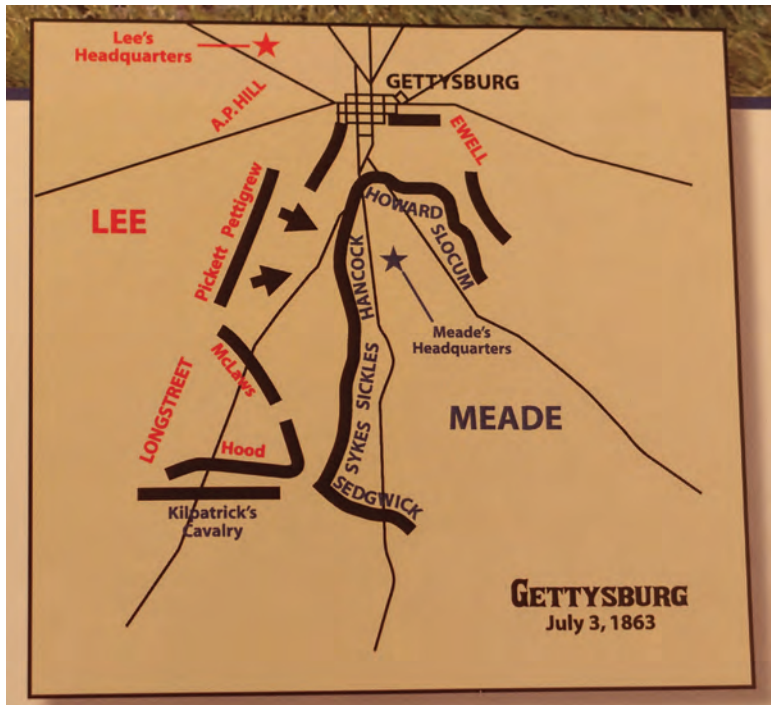 Lee's
Headquarters
GETTYSBURG
A.P. HILL
EWELL
LEE
Pickett Pettigrew
HOWARD
SLOCUM
HANCOCK
Meade's
Headquarters
McLaws
LONGSTREET
SICKLES
SYKES
MEADE
Hood
SEDGWICK
Kilpatrick's
Cavalry
GETTYSBURG
July 3, 1863